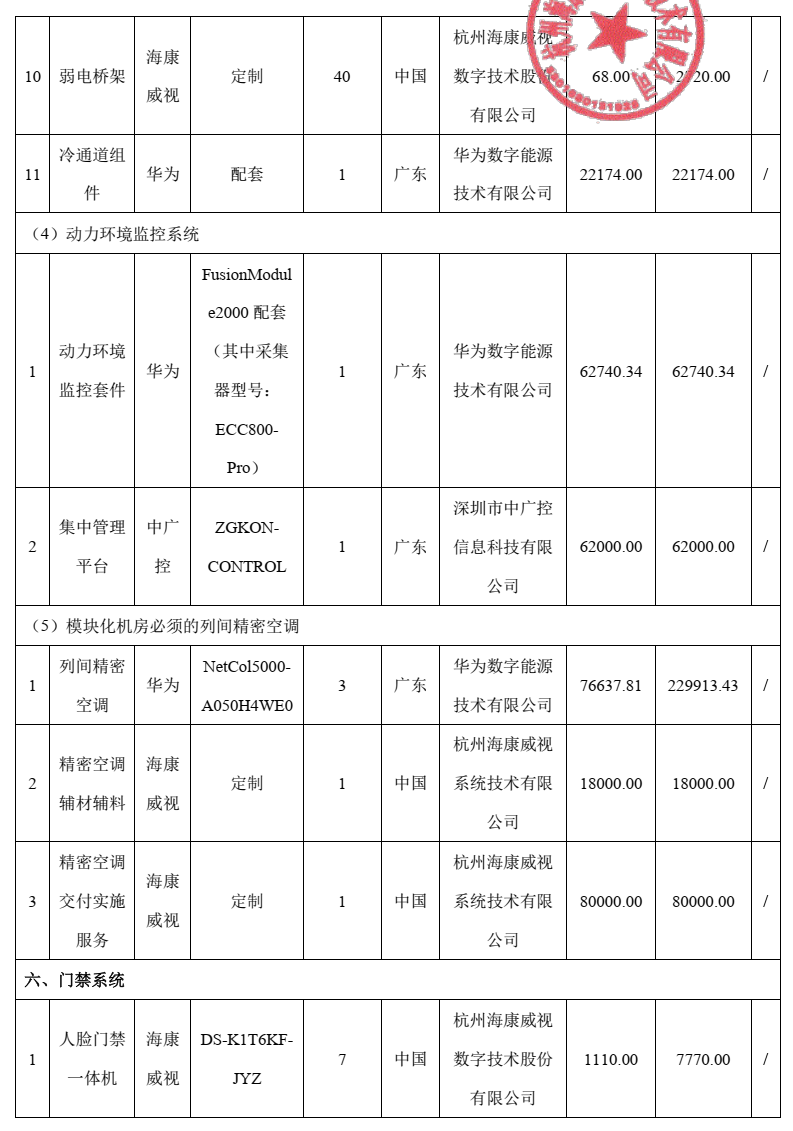 10 弱电桥架 海康威视 定制 40 中国 杭州海康威视数字技术股份有限公司 68.00 2720.00 /
11 冷通道组件 华为 配套 1 广东 华为数字能源技术有限公司 22174.00 22174.00 /
（4）动力环境监控系统
1 动力环境监控套件 华为 FusionModule2000 配套（其中采集器型号：ECC800-Pro） 1 广东 华为数字能源技术有限公司 62740.34 62740.34 /
2 集中管理平台 中广控 ZGKON-CONTROL 1 广东 深圳市中广控信息科技有限公司 62000.00 62000.00 /
（5）模块化机房必须的列间精密空调
1 列间精密空调 华为 NetCol5000-A050H4WE0 3 广东 华为数字能源技术有限公司 76637.81 229913.43 /
2 精密空调辅材辅料 海康威视 定制 1 中国 杭州海康威视系统技术有限公司 18000.00 18000.00 /
3 精密空调交付实施服务 海康威视 定制 1 中国 杭州海康威视系统技术有限公司 80000.00 80000.00 /
六、门禁系统
1 人脸门禁一体机 海康威视 DS-K1T6KF-JYZ 7 中国 杭州海康威视数字技术股份有限公司 1110.00 7770.00 /